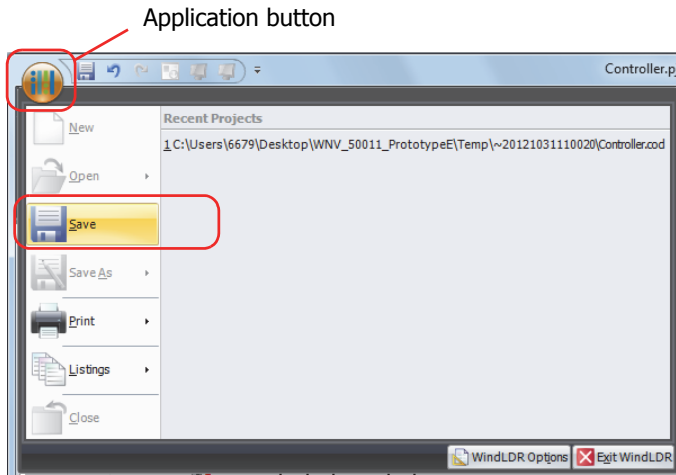 Application button
Controller.p
New
Recent Projects
1 C:\Users\6679\Desktop\WNV_50011_PrototypeE\Temp\~20121031110020\Controller.cod
Open
Save
Save As
Print
Listings
Close
WindLDR Options
Exit WindLDR